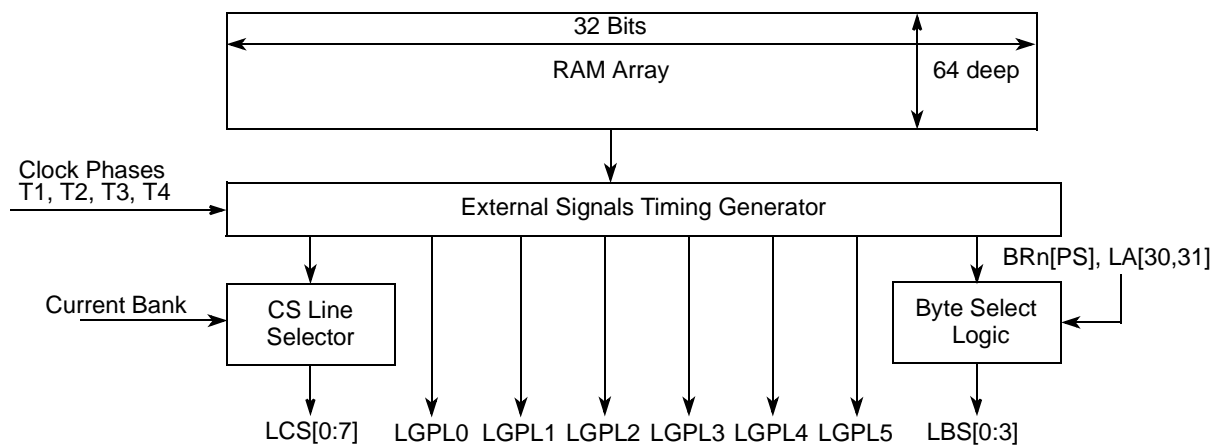 32 Bits
RAM Array
64 deep
Clock Phases
T1, T2, T3, T4
External Signals Timing Generator
BRn[PS], LA[30,31]
Current Bank
CS Line
Selector
Byte Select
Logic
LCS[0:7]
LGPL0
LGPL1
LGPL2
LGPL3
LGPL4
LGPL5
LBS[0:3]